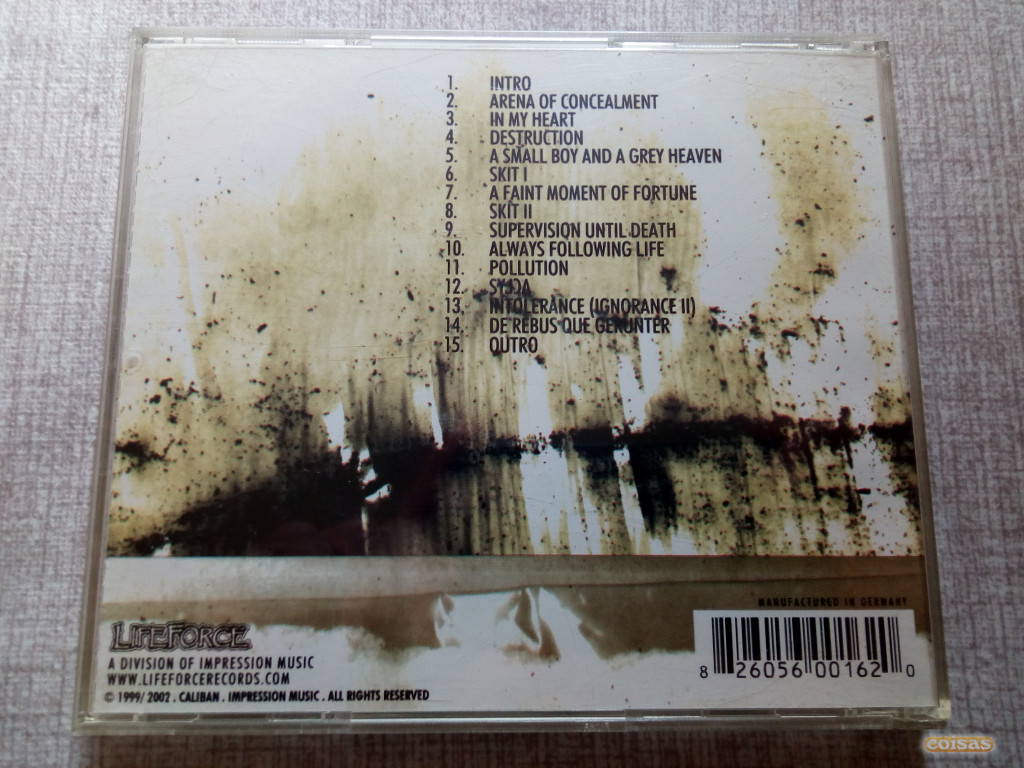 1. INTRO
2. ARENA OF CONCEALMENT
3. IN MY HEART
4. DESTRUCTION
5. A SMALL BOY AND A GREY HEAVEN
6. SKIT I
7. A FAINT MOMENT OF FORTUNE
8. SKIT II
9. SUPERVISION UNTIL DEATH
10. ALWAYS FOLLOWING LIFE
11. POLLUTION
12.
13. INTOLERANCE (IGNORANCE II)
14. DE REBUS QUE GERUNTER
15. OUTRO
MANUFACTURED IN GERMANY
LIFEFORCE
A DIVISION OF IMPRESSION MUSIC
WWW.LIFEFORCERECORDS.COM
© 1999/ 2002 . CALIBAN . IMPRESSION MUSIC . ALL RIGHTS RESERVED
8 26056 00162 0
coisas